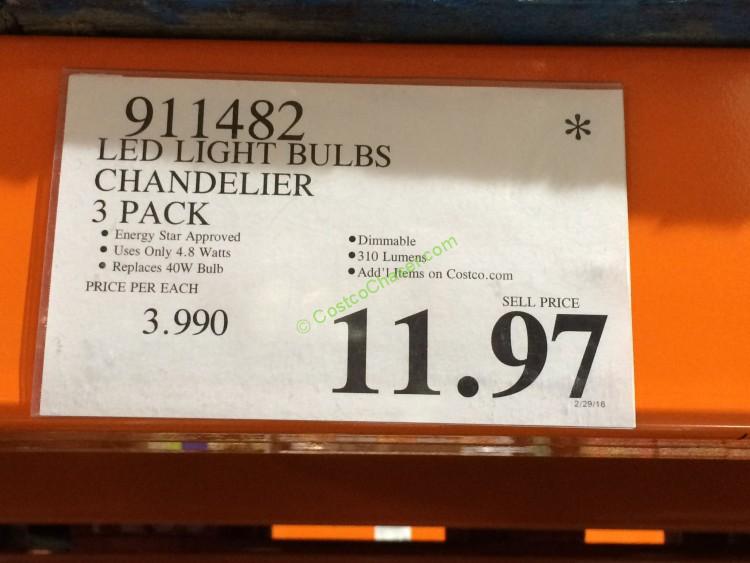 911482
*
LED LIGHT BULBS
CHANDELIER
3 PACK
• Energy Star Approved
• Uses Only 4.8 Watts
• Replaces 40W Bulb
• Dimmable
• 310 Lumens
• Add'l Items on Costco.com
PRICE PER EACH
3.990
SELL PRICE
11.97
2/29/16
© CostcoChaser.com